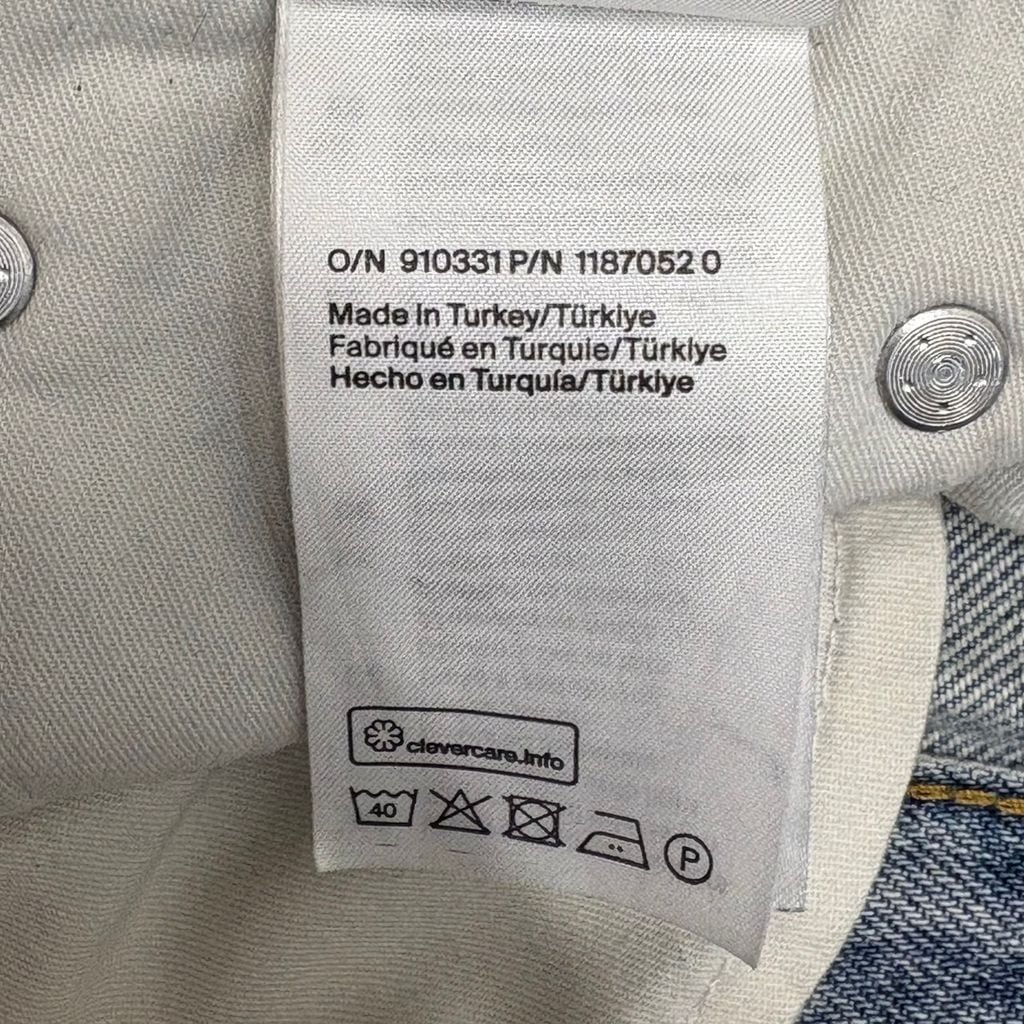 O/N 910331 P/N 1187052 0
Made in Turkey/Türkiye
Fabriqué en Turquie/Türkiye
Hecho en Turquía/Türkiye
clevercare.info
40
P